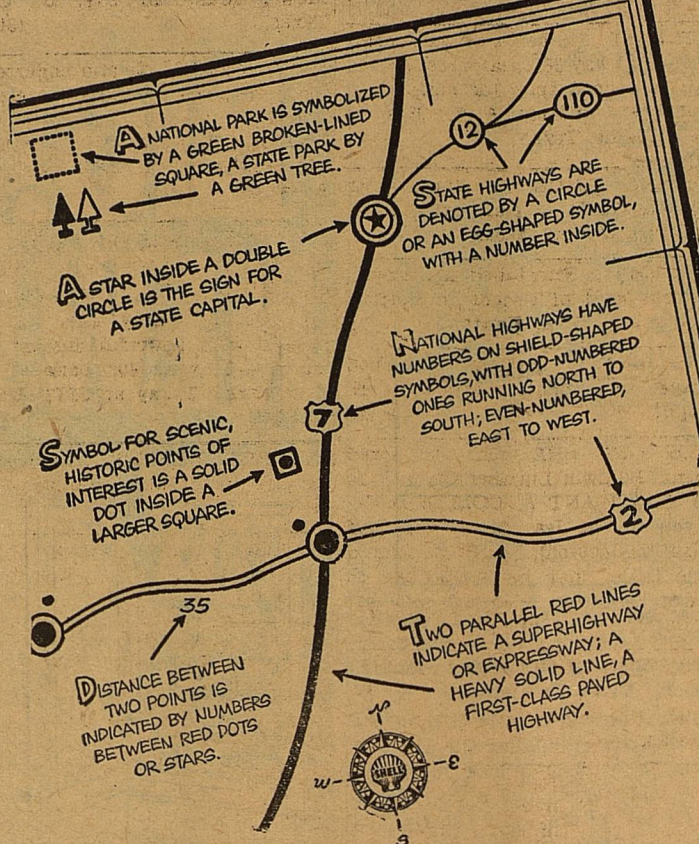 A NATIONAL PARK IS SYMBOLIZED
BY A GREEN BROKEN-LINED
SQUARE, A STATE PARK BY
A GREEN TREE.
12
110
STATE HIGHWAYS ARE
DENOTED BY A CIRCLE
OR AN EGG-SHAPED SYMBOL,
WITH A NUMBER INSIDE.
A STAR INSIDE A DOUBLE
CIRCLE IS THE SIGN FOR
A STATE CAPITAL.
NATIONAL HIGHWAYS HAVE
NUMBERS ON SHIELD-SHAPED
SYMBOLS, WITH ODD-NUMBERED
ONES RUNNING NORTH TO
SOUTH; EVEN-NUMBERED,
EAST TO WEST.
7
SYMBOL FOR SCENIC,
HISTORIC POINTS OF
INTEREST IS A SOLID
DOT INSIDE A
LARGER SQUARE.
2
35
DISTANCE BETWEEN
TWO POINTS IS
INDICATED BY NUMBERS
BETWEEN RED DOTS
OR STARS.
TWO PARALLEL RED LINES
INDICATE A SUPERHIGHWAY
OR EXPRESSWAY; A
HEAVY SOLID LINE, A
FIRST-CLASS PAVED
HIGHWAY.
N
W
SHELL
E
S